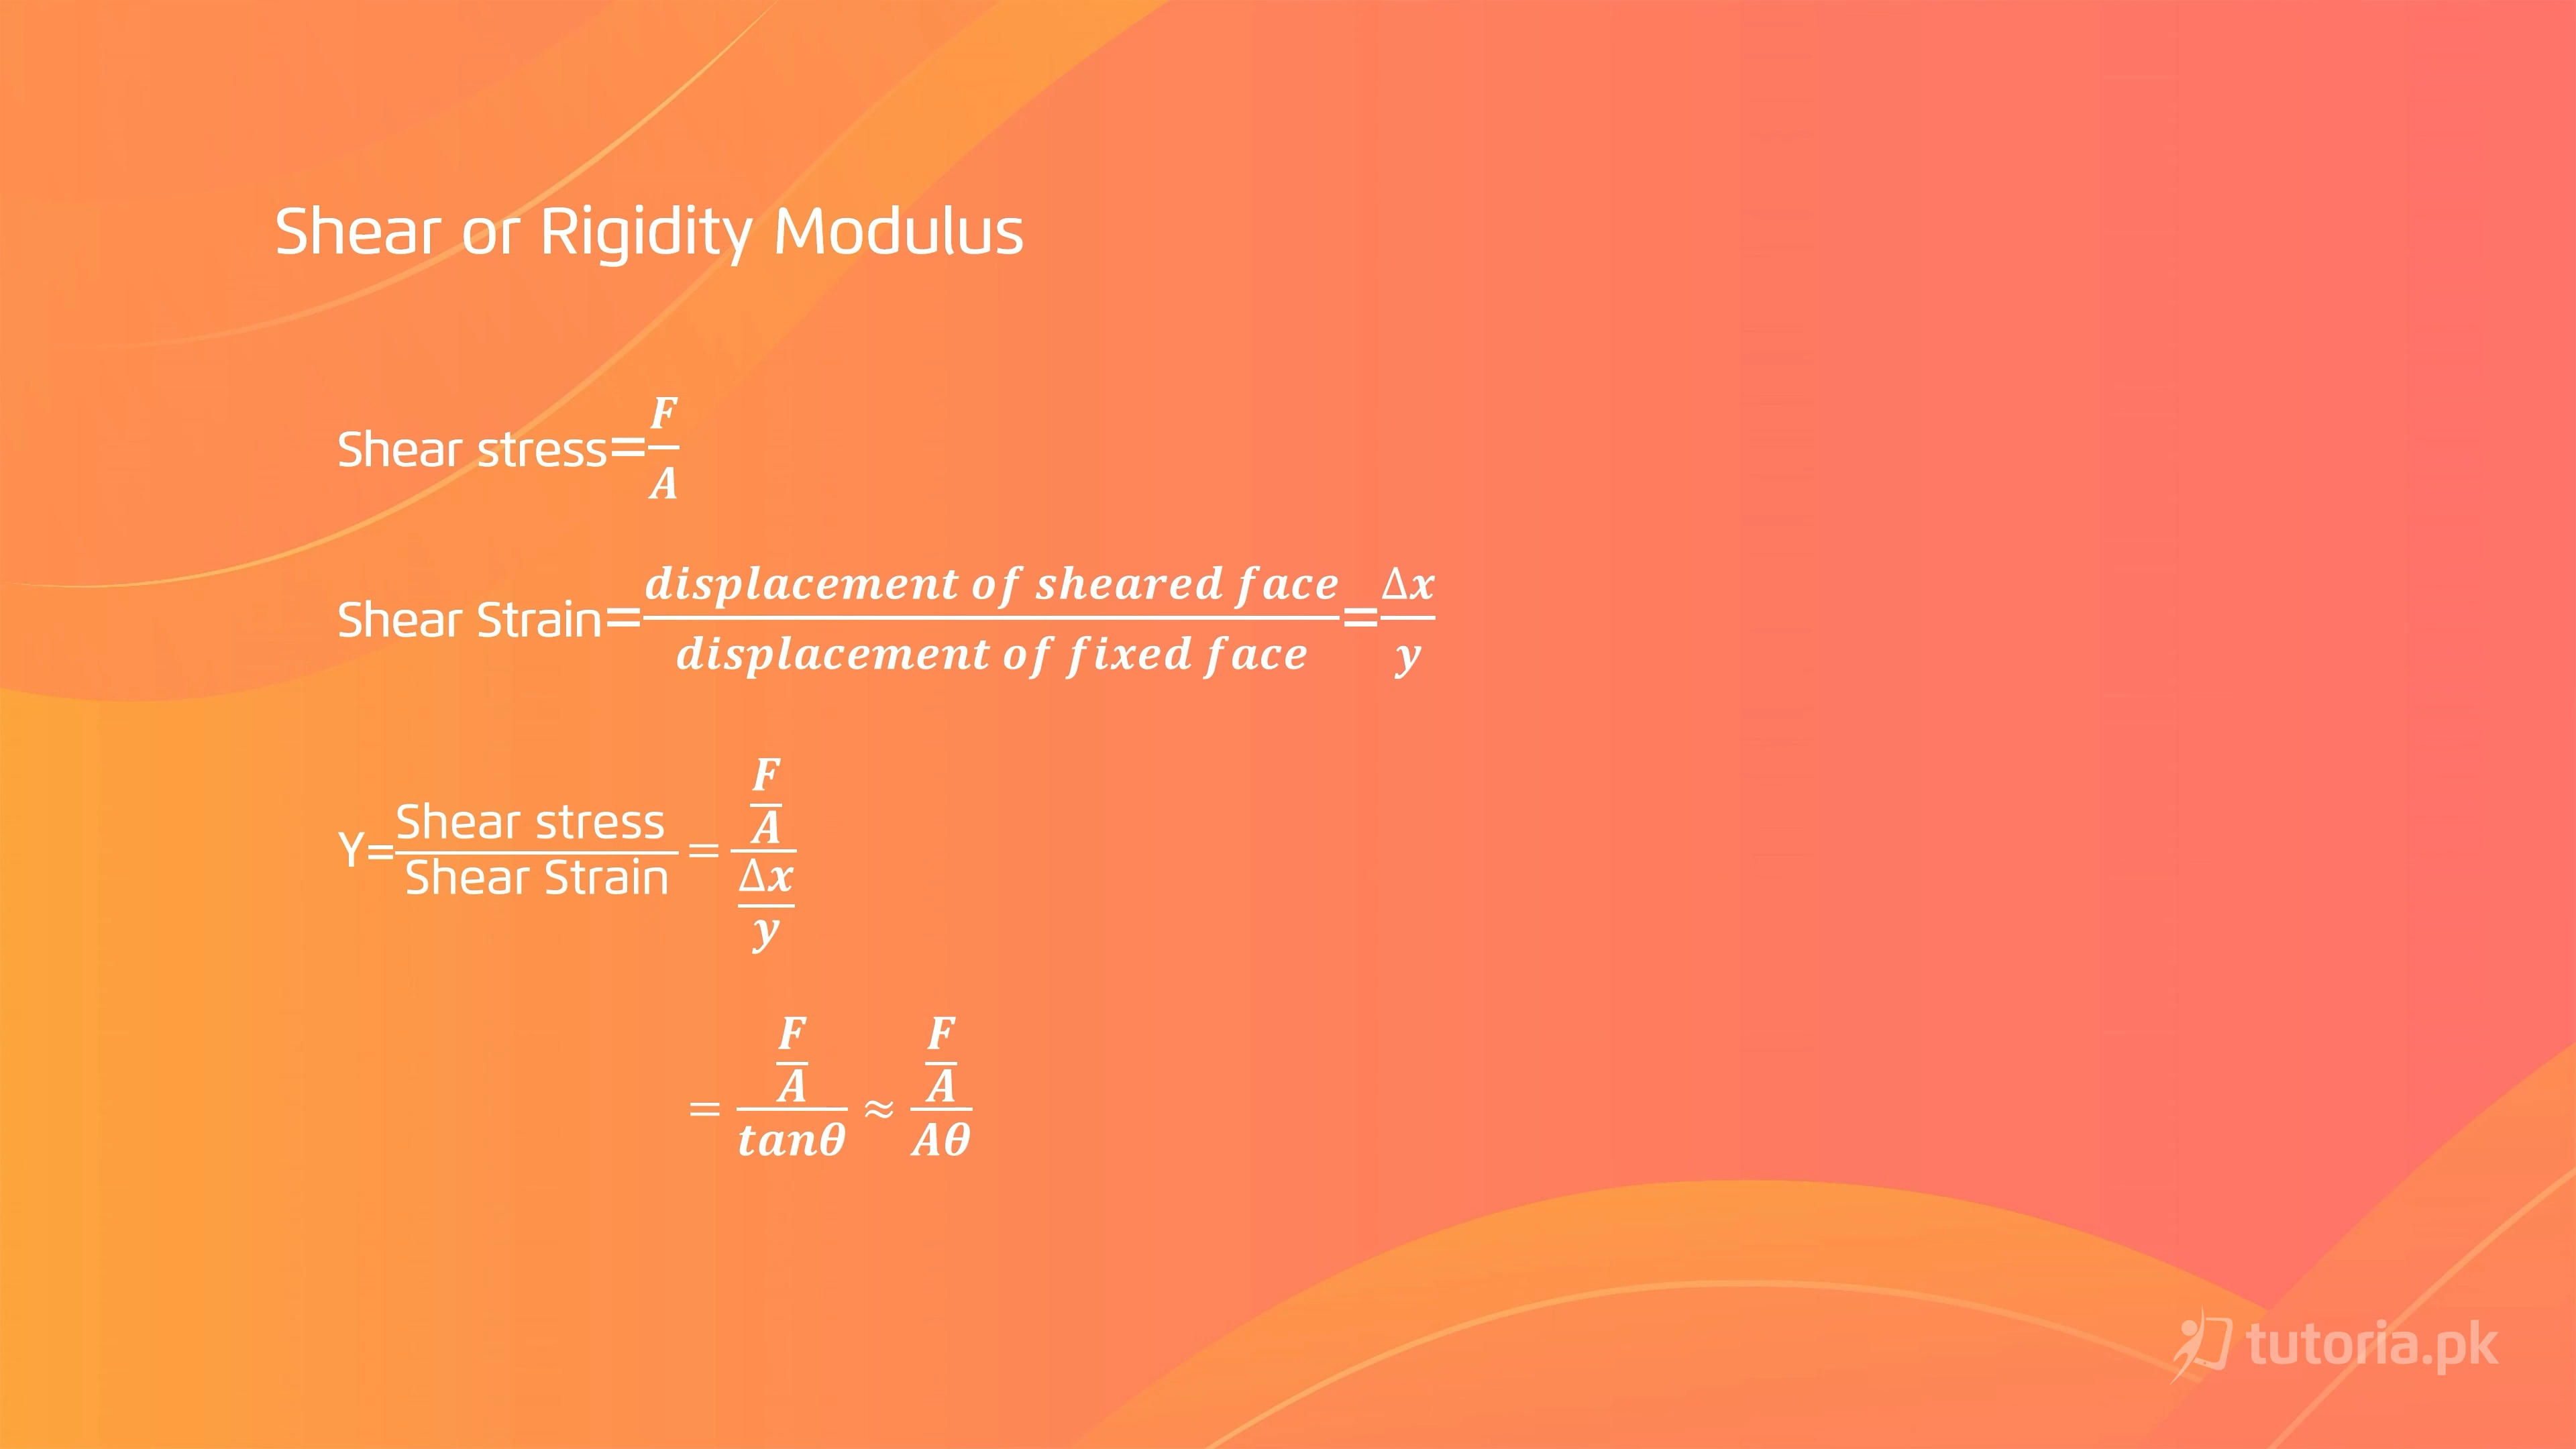 Shear or Rigidity Modulus
Shear stress=F/A
Shear Strain=displacement of sheared face/displacement of fixed face=Δx/y
Y=Shear stress/Shear Strain = (F/A)/(Δx/y)
= (F/A)/tanθ ≈ (F/A)/Aθ
tutoria.pk